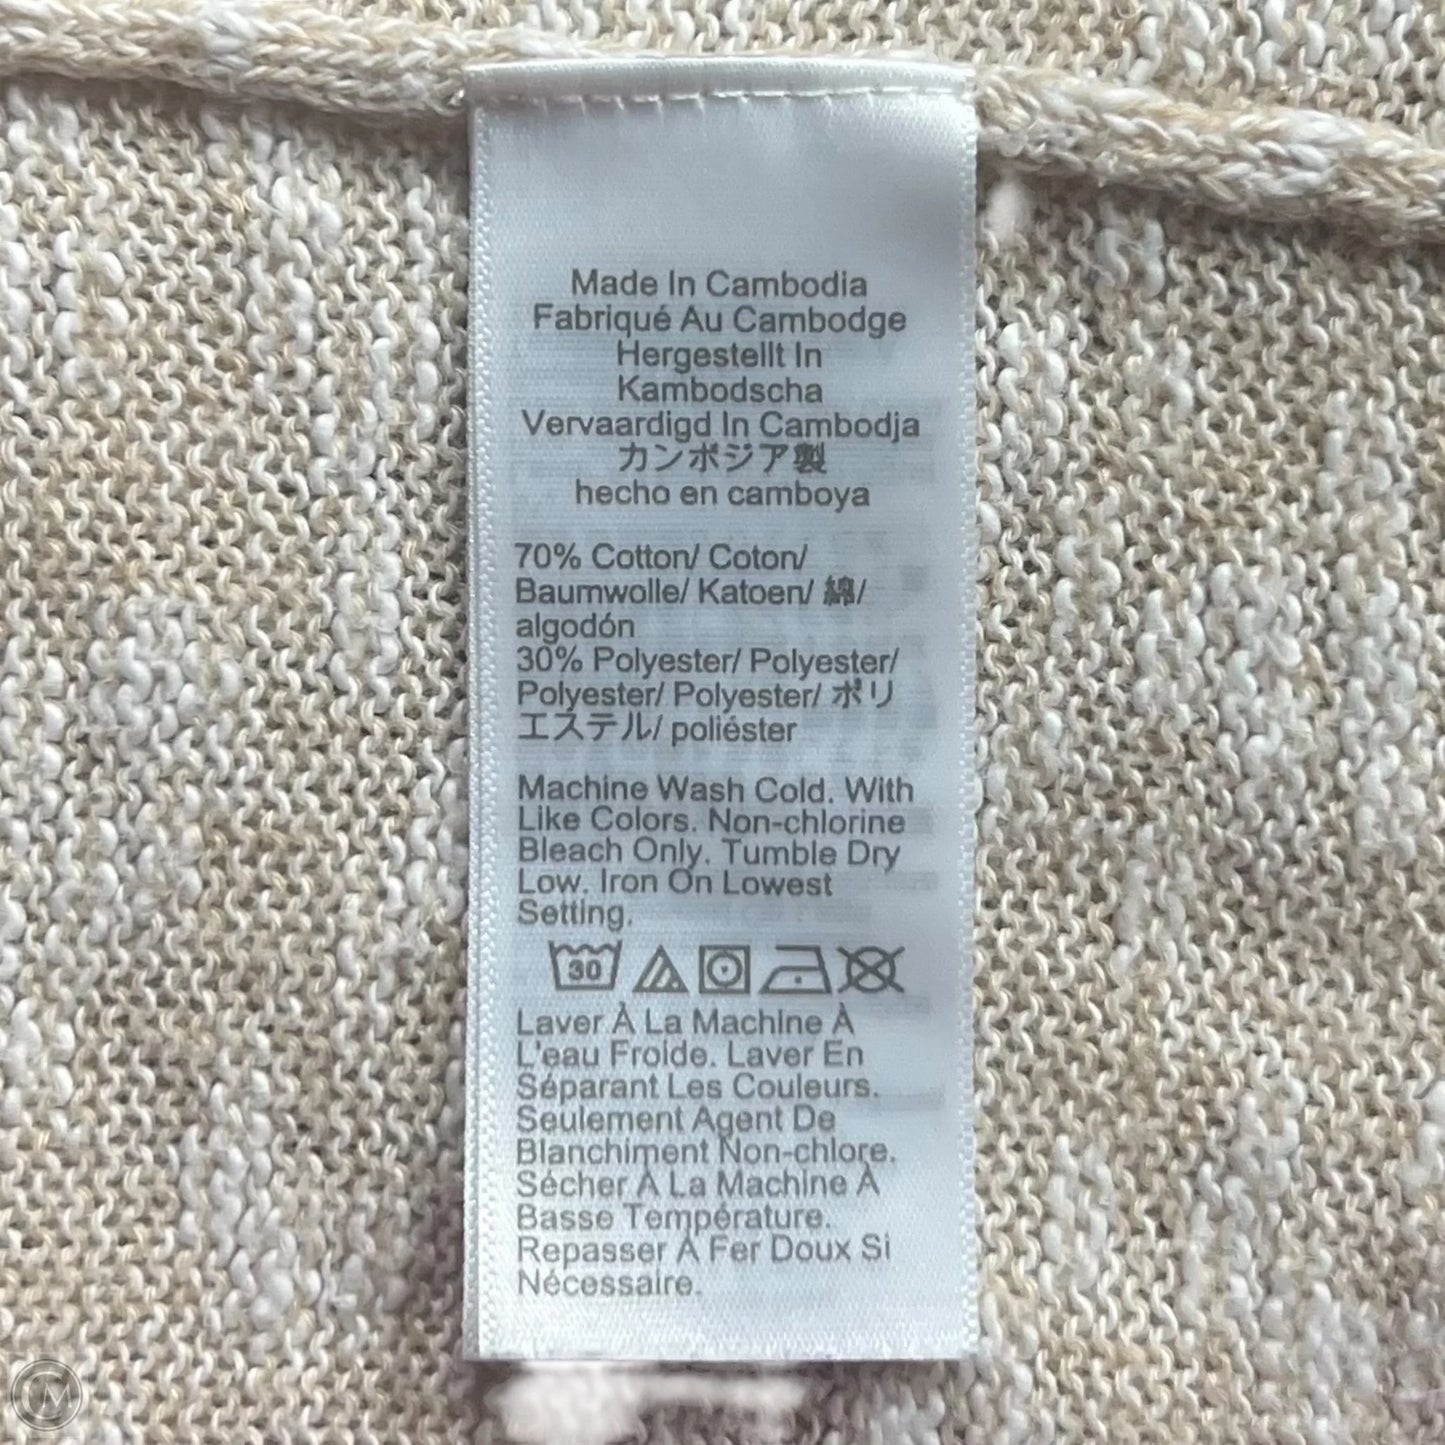 Made In Cambodia
Fabriqué Au Cambodge
Hergestellt In
Kambodscha
Vervaardigd In Cambodja
カンボジア製
hecho en camboya
70% Cotton/ Coton/
Baumwolle/ Katoen/ 綿/
algodón
30% Polyester/ Polyester/
Polyester/ Polyester/ ポリ
エステル/ poliéster
Machine Wash Cold. With
Like Colors. Non-chlorine
Bleach Only. Tumble Dry
Low. Iron On Lowest
Setting.
30
Laver À La Machine À
L'eau Froide. Laver En
Séparant Les Couleurs.
Seulement Agent De
Blanchiment Non-chlore.
Sécher À La Machine À
Basse Température.
Repasser À Fer Doux Si
Nécessaire.
CM